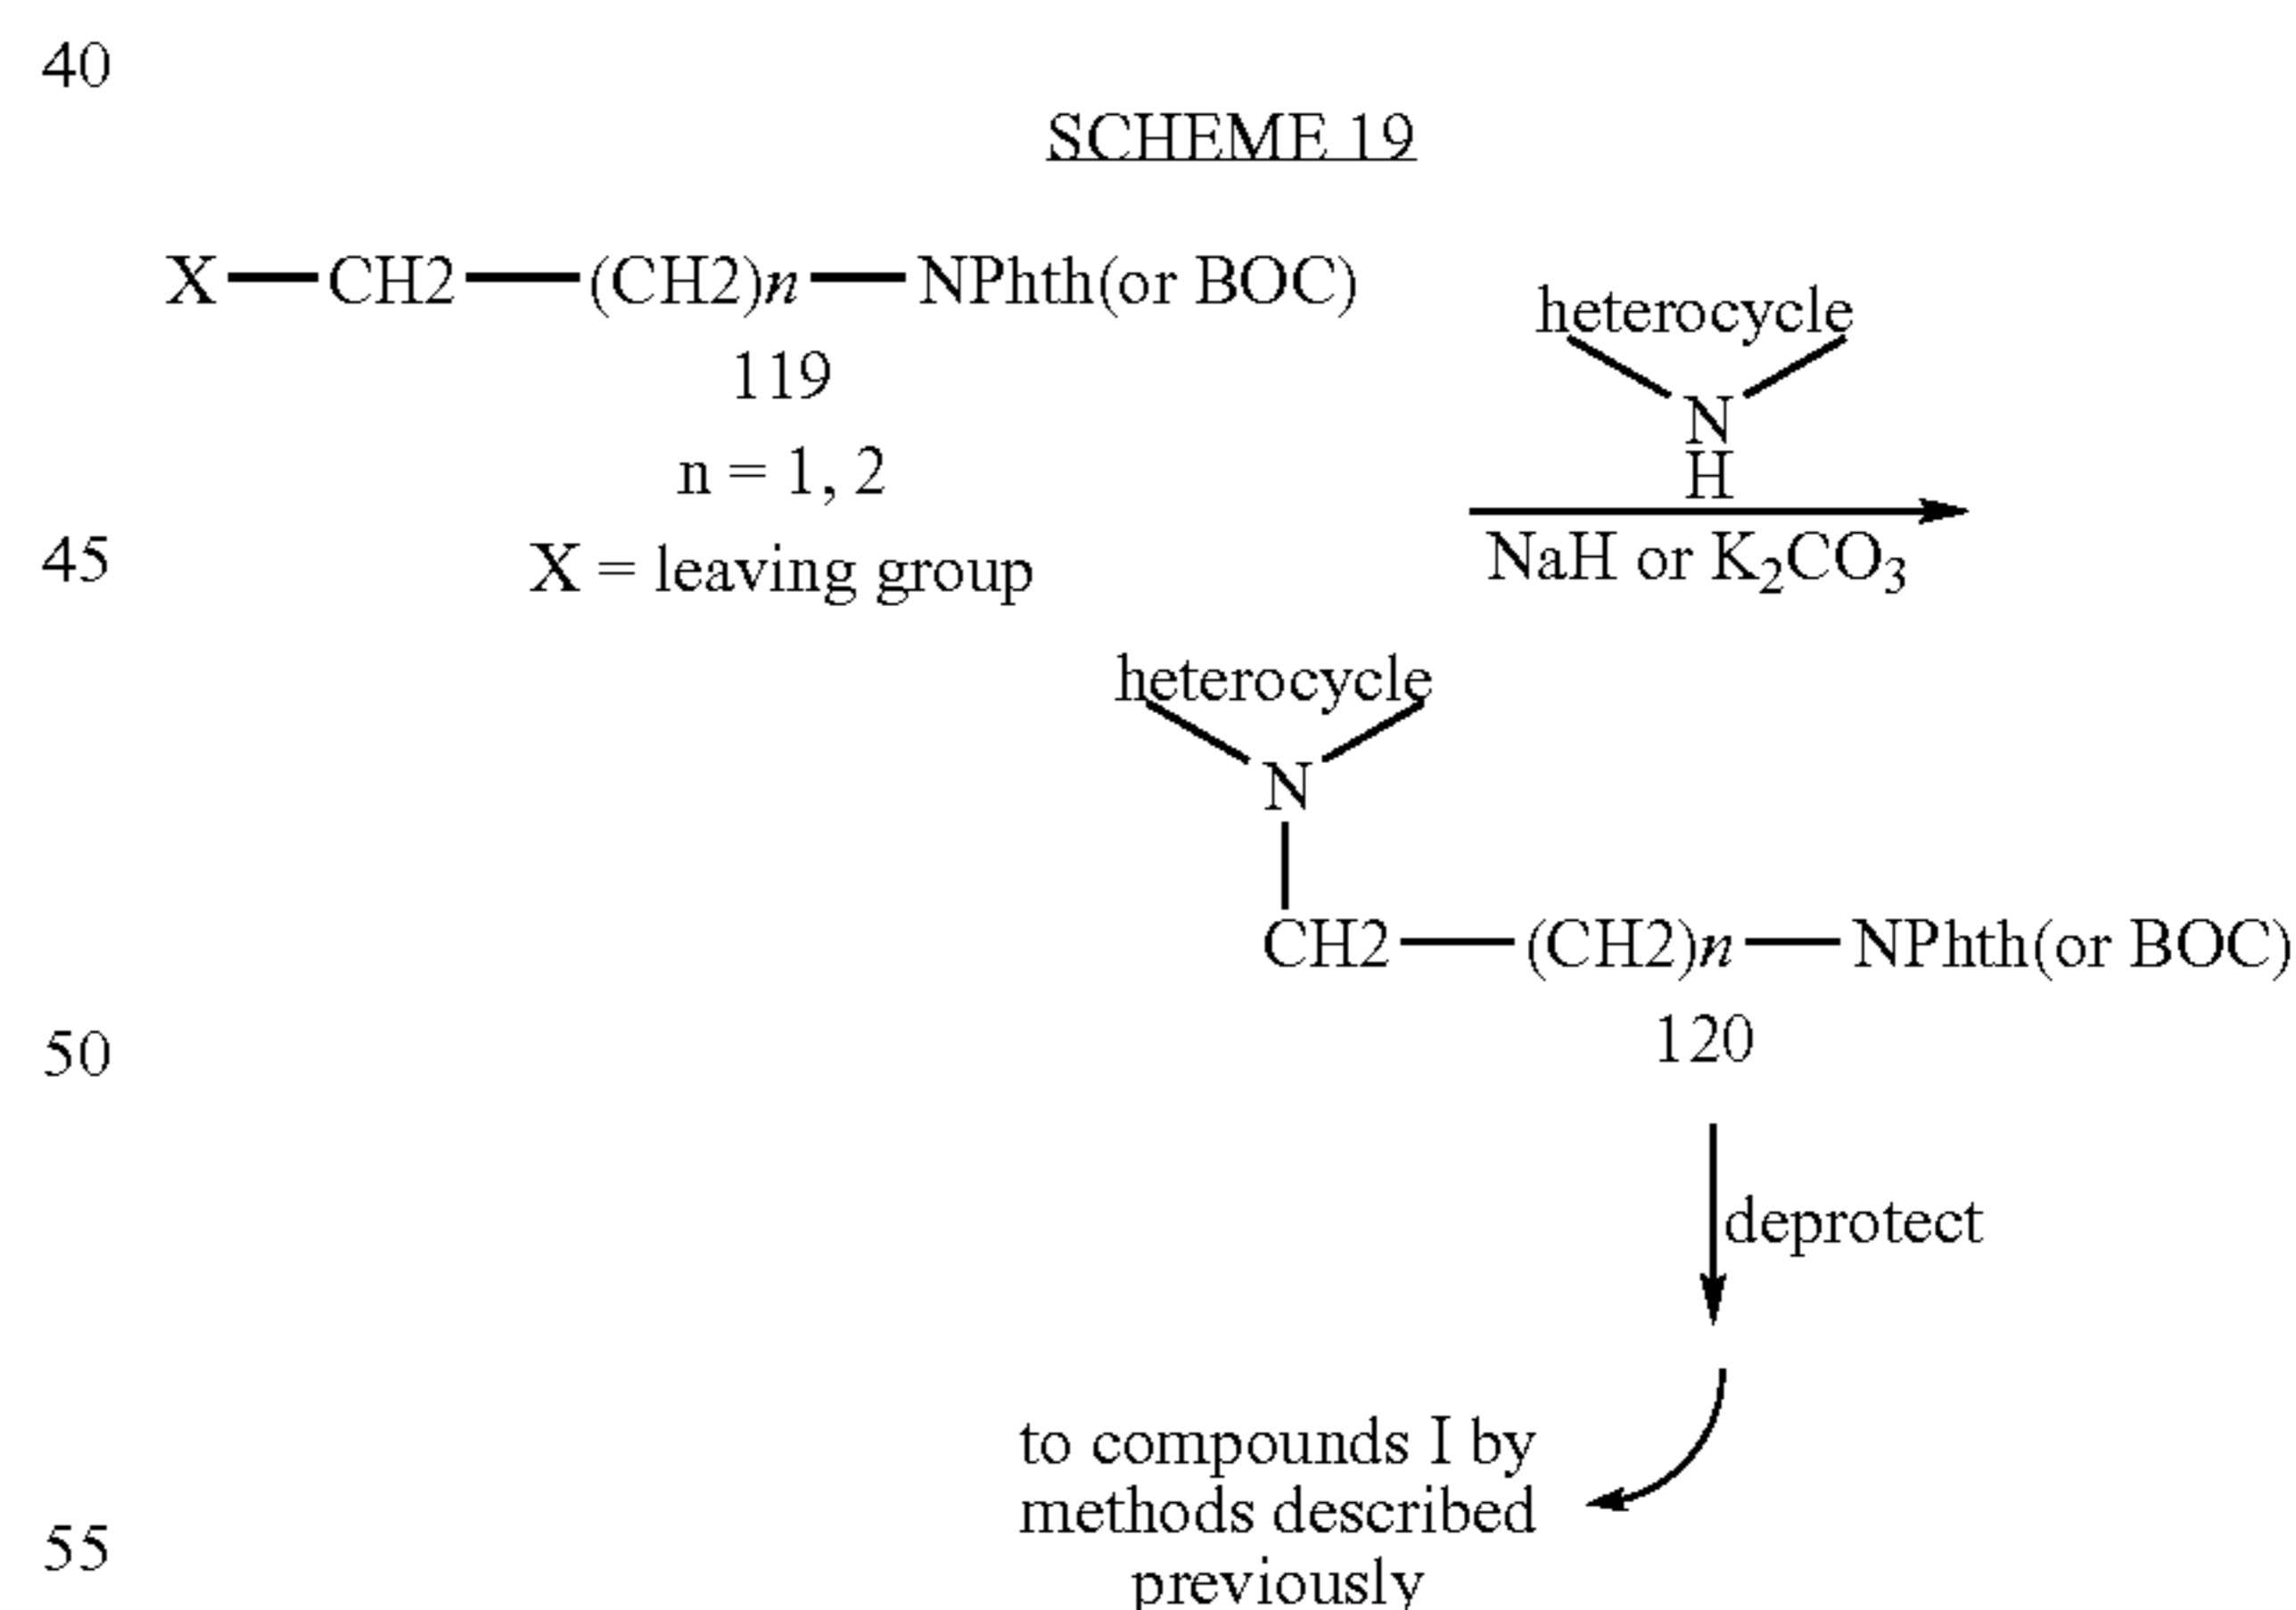 40
SCHEME 19
X—CH2—(CH2)n—NPhth(or BOC)
119
n = 1, 2
X = leaving group
heterocycle
N
H
45
NaH or K₂CO₃
heterocycle
N
CH2—(CH2)n—NPhth(or BOC)
120
50
deprotect
to compounds I by
methods described
previously
55